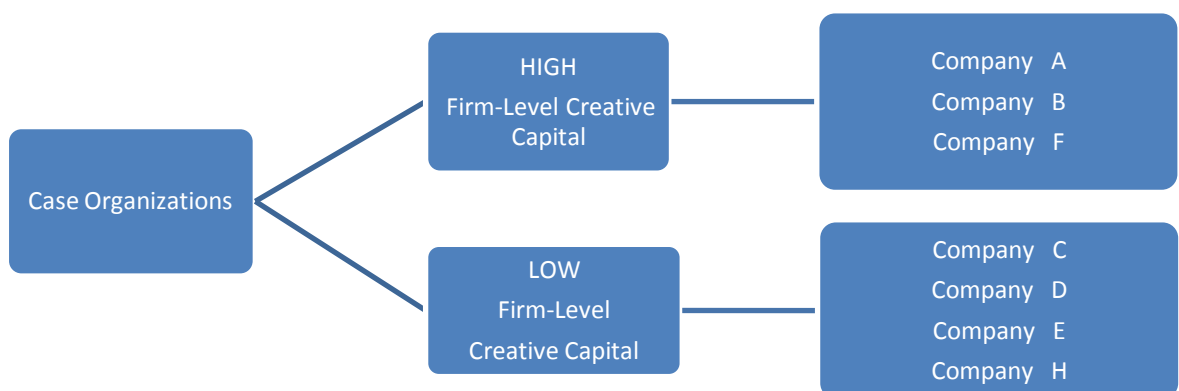 Case Organizations
HIGH
Firm-Level Creative
Capital
Company A
Company B
Company F
LOW
Firm-Level
Creative Capital
Company C
Company D
Company E
Company H